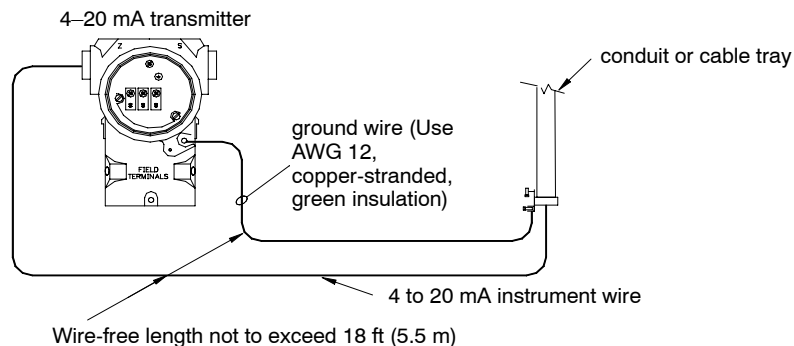 4–20 mA transmitter
Z S
conduit or cable tray
ground wire (Use
AWG 12,
copper-stranded,
green insulation)
FIELD
TERMINALS
4 to 20 mA instrument wire
Wire-free length not to exceed 18 ft (5.5 m)